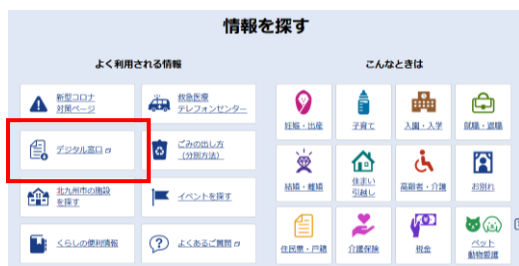 情報を探す
よく利用される情報
こんなときは
新型コロナ
対策ページ
救急医療
テレフォンセンター
妊娠・出産
子育て
入園・入学
就職・退職
デジタル窓口
ごみの出し方
（分別方法）
結婚・離婚
住まい
引越し
高齢者・介護
お別れ
北九州市の施設
を探す
イベントを探す
くらしの便利情報
よくあるご質問
住民票・戸籍
介護保険
税金
ペット
動物愛護